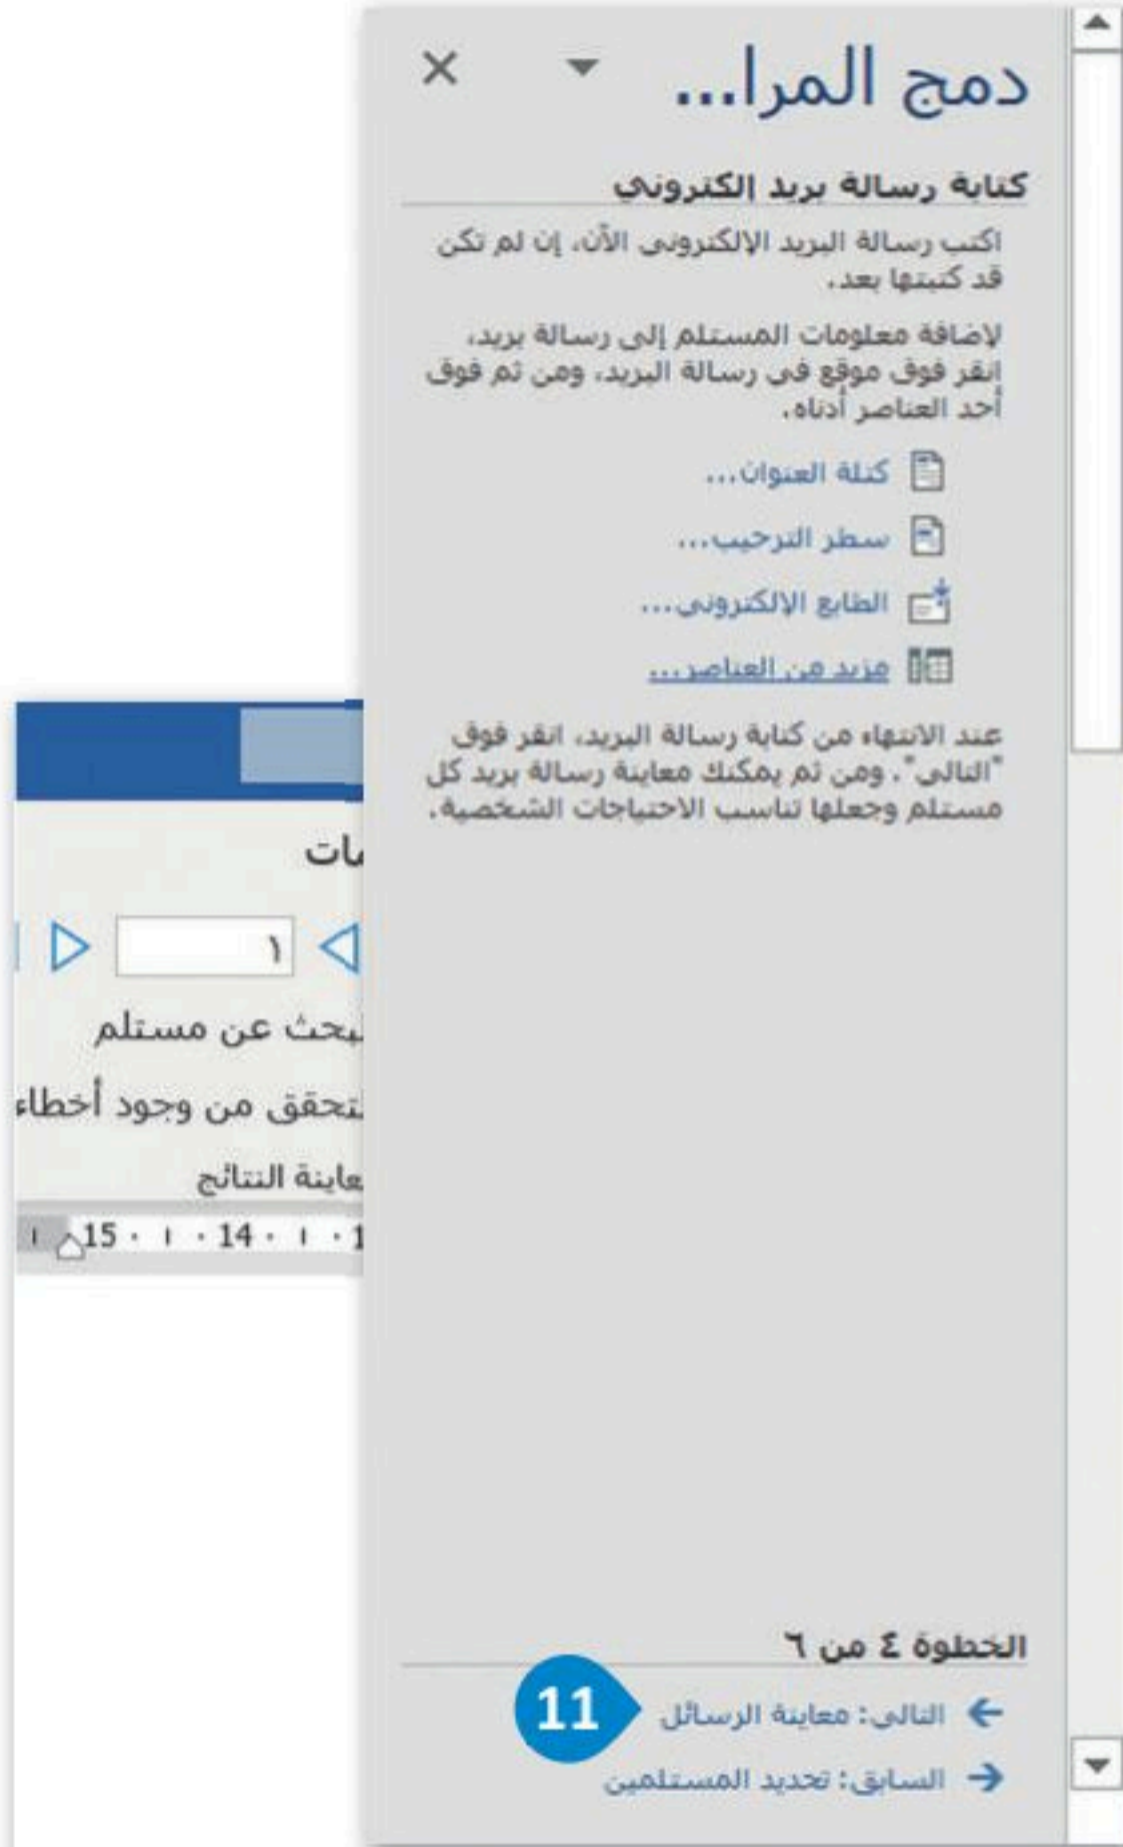 دمج المرا...
كتابة رسالة بريد إلكتروني
اكتب رسالة البريد الإلكتروني الآن، إن لم تكن
قد كتبتها بعد.
لإضافة معلومات المستلم إلى رسالة بريد،
انقر فوق موقع في رسالة البريد، ومن ثم فوق
أحد العناصر أدناه.
كتلة العنوان...
سطر الترحيب...
الطابع الإلكتروني...
مزيد من العناصر...
عند الانتهاء من كتابة رسالة البريد، انقر فوق
"التالي". ومن ثم يمكنك معاينة رسالة بريد كل
مستلم وجعلها تناسب الاحتياجات الشخصية.
مات
١
لبحث عن مستلم
لتحقق من وجود أخطاء
عاينة النتائج
15 · ı · 14 · ı · 1
الخطوة ٤ من ٦
التالي: معاينة الرسائل
11
السابق: تحديد المستلمين